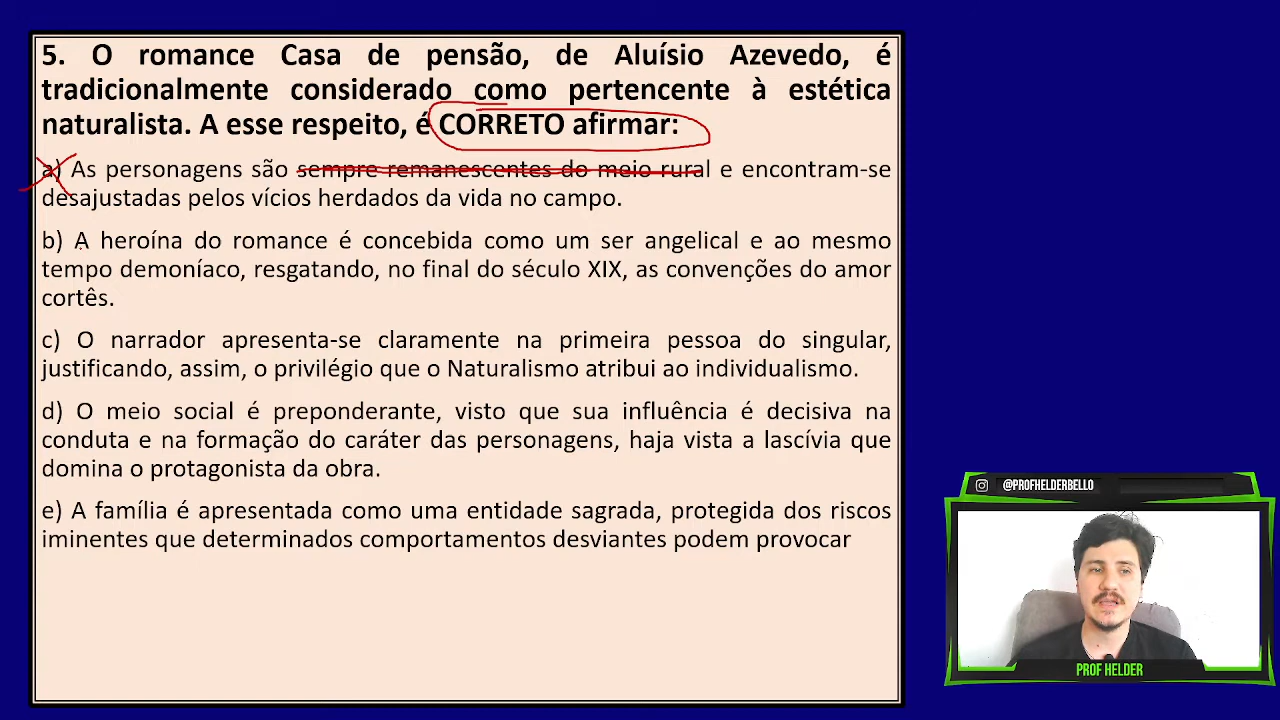 5. O romance Casa de pensão, de Aluísio Azevedo, é
tradicionalmente considerado como pertencente à estética
naturalista. A esse respeito, é CORRETO afirmar:
a) As personagens são sempre remanescentes do meio rural e encontram-se
desajustadas pelos vícios herdados da vida no campo.
b) A heroína do romance é concebida como um ser angelical e ao mesmo
tempo demoníaco, resgatando, no final do século XIX, as convenções do amor
cortês.
c) O narrador apresenta-se claramente na primeira pessoa do singular,
justificando, assim, o privilégio que o Naturalismo atribui ao individualismo.
d) O meio social é preponderante, visto que sua influência é decisiva na
conduta e na formação do caráter das personagens, haja vista a lascívia que
domina o protagonista da obra.
e) A família é apresentada como uma entidade sagrada, protegida dos riscos
iminentes que determinados comportamentos desviantes podem provocar
@PROFHELDERBELLO
PROF HELDER